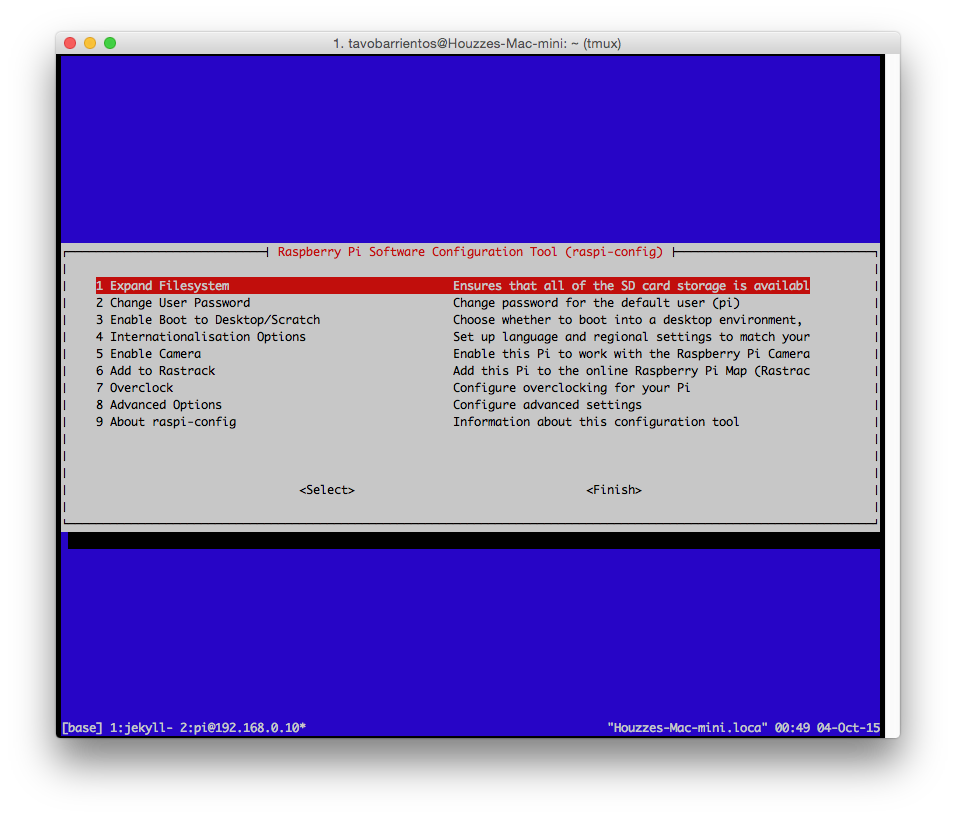 1. tavobarrientos@Houzzes-Mac-mini: ~ (tmux)
Raspberry Pi Software Configuration Tool (raspi-config)
1 Expand Filesystem Ensures that all of the SD card storage is availabl
2 Change User Password Change password for the default user (pi)
3 Enable Boot to Desktop/Scratch Choose whether to boot into a desktop environment,
4 Internationalisation Options Set up language and regional settings to match your
5 Enable Camera Enable this Pi to work with the Raspberry Pi Camera
6 Add to Rastrack Add this Pi to the online Raspberry Pi Map (Rastrac
7 Overclock Configure overclocking for your Pi
8 Advanced Options Configure advanced settings
9 About raspi-config Information about this configuration tool
<Select> <Finish>
[base] 1:jekyll- 2:pi@192.168.0.10* "Houzzes-Mac-mini.loca" 00:49 04-Oct-15